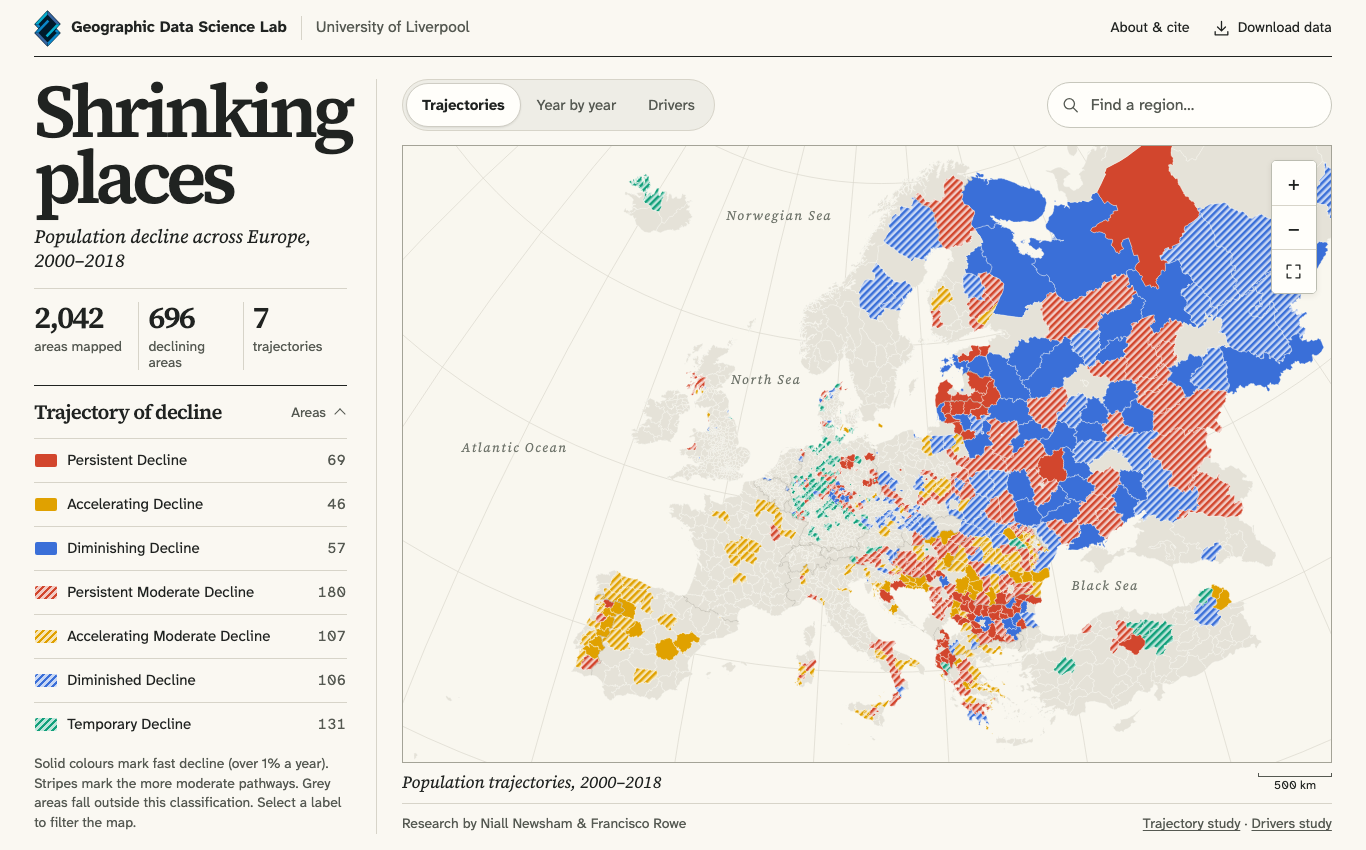 Geographic Data Science Lab
University of Liverpool
About & cite
Download data
Shrinking
places
Population decline across Europe,
2000–2018
2,042
areas mapped
696
declining
areas
7
trajectories
Trajectory of decline
Areas
Persistent Decline
69
Accelerating Decline
46
Diminishing Decline
57
Persistent Moderate Decline
180
Accelerating Moderate Decline
107
Diminished Decline
106
Temporary Decline
131
Solid colours mark fast decline (over 1% a year).
Stripes mark the more moderate pathways. Grey
areas fall outside this classification. Select a label
to filter the map.
Trajectories
Year by year
Drivers
Find a region...
+
−
Norwegian Sea
North Sea
Atlantic Ocean
Black Sea
Population trajectories, 2000–2018
500 km
Research by Niall Newsham & Francisco Rowe
Trajectory study · Drivers study